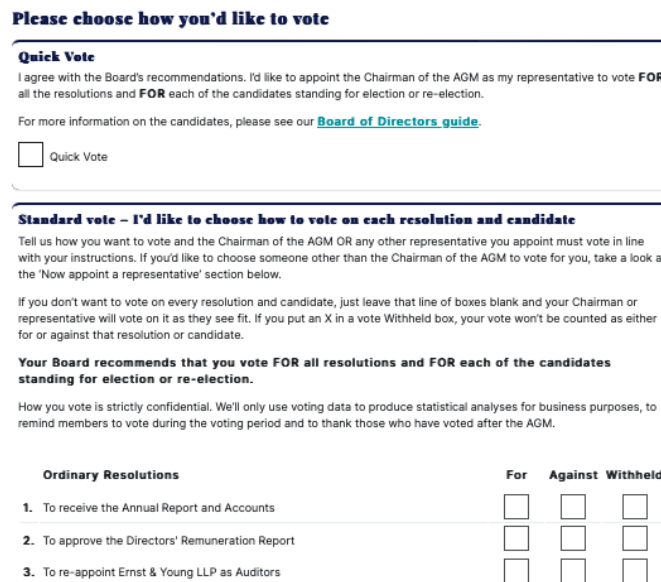 Please choose how you'd like to vote
Quick Vote
I agree with the Board's recommendations. I'd like to appoint the Chairman of the AGM as my representative to vote FOR
all the resolutions and FOR each of the candidates standing for election or re-election.
For more information on the candidates, please see our Board of Directors guide.
Quick Vote
Standard vote – I'd like to choose how to vote on each resolution and candidate
Tell us how you want to vote and the Chairman of the AGM OR any other representative you appoint must vote in line
with your instructions. If you'd like to choose someone other than the Chairman of the AGM to vote for you, take a look a
the 'Now appoint a representative' section below.
If you don't want to vote on every resolution and candidate, just leave that line of boxes blank and your Chairman or
representative will vote on it as they see fit. If you put an X in a vote Withheld box, your vote won't be counted as either
for or against that resolution or candidate.
Your Board recommends that you vote FOR all resolutions and FOR each of the candidates
standing for election or re-election.
How you vote is strictly confidential. We'll only use voting data to produce statistical analyses for business purposes, to
remind members to vote during the voting period and to thank those who have voted after the AGM.
Ordinary Resolutions For Against Withheld
1. To receive the Annual Report and Accounts
2. To approve the Directors' Remuneration Report
3. To re-appoint Ernst & Young LLP as Auditors